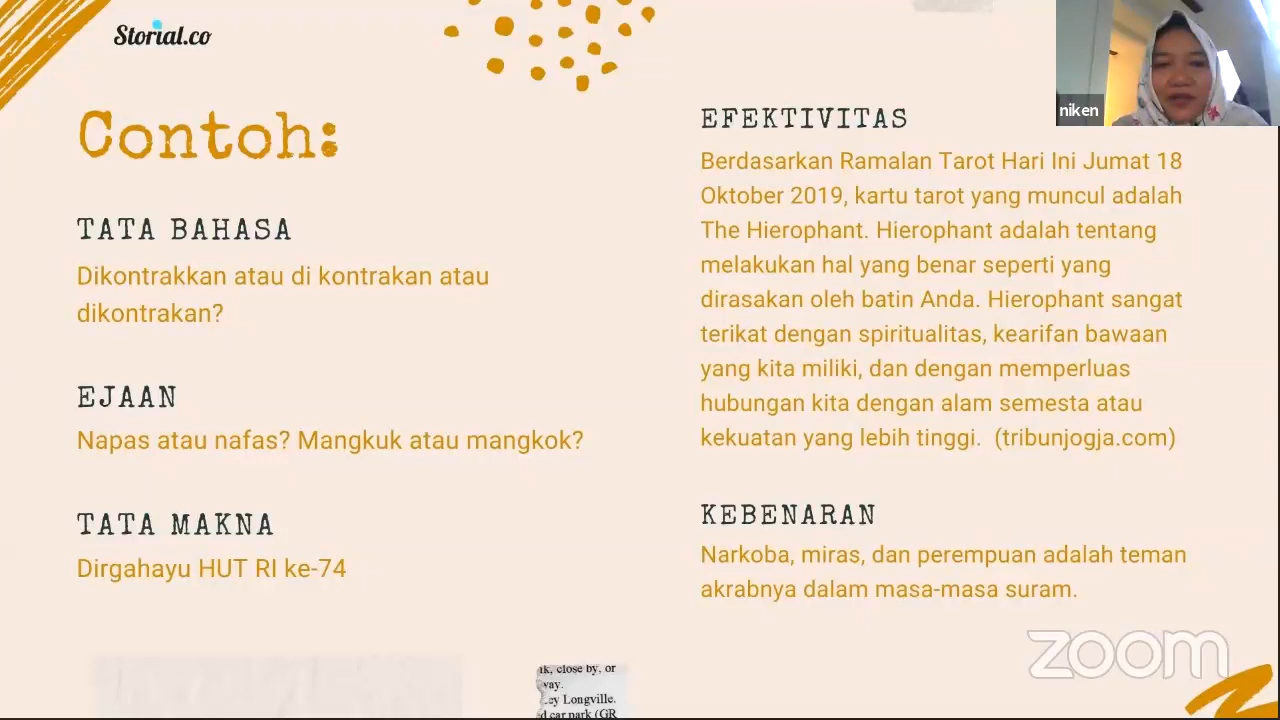 Storial.co
Contoh:
TATA BAHASA
Dikontrakkan atau di kontrakan atau
dikontrakan?
EJAAN
Napas atau nafas? Mangkuk atau mangkok?
TATA MAKNA
Dirgahayu HUT RI ke-74
EFEKTIVITAS
Berdasarkan Ramalan Tarot Hari Ini Jumat 18
Oktober 2019, kartu tarot yang muncul adalah
The Hierophant. Hierophant adalah tentang
melakukan hal yang benar seperti yang
dirasakan oleh batin Anda. Hierophant sangat
terikat dengan spiritualitas, kearifan bawaan
yang kita miliki, dan dengan memperluas
hubungan kita dengan alam semesta atau
kekuatan yang lebih tinggi. (tribunjogja.com)
KEBENARAN
Narkoba, miras, dan perempuan adalah teman
akrabnya dalam masa-masa suram.
niken
zoom
close by, or
way.
ey Longville.
d car park (GR